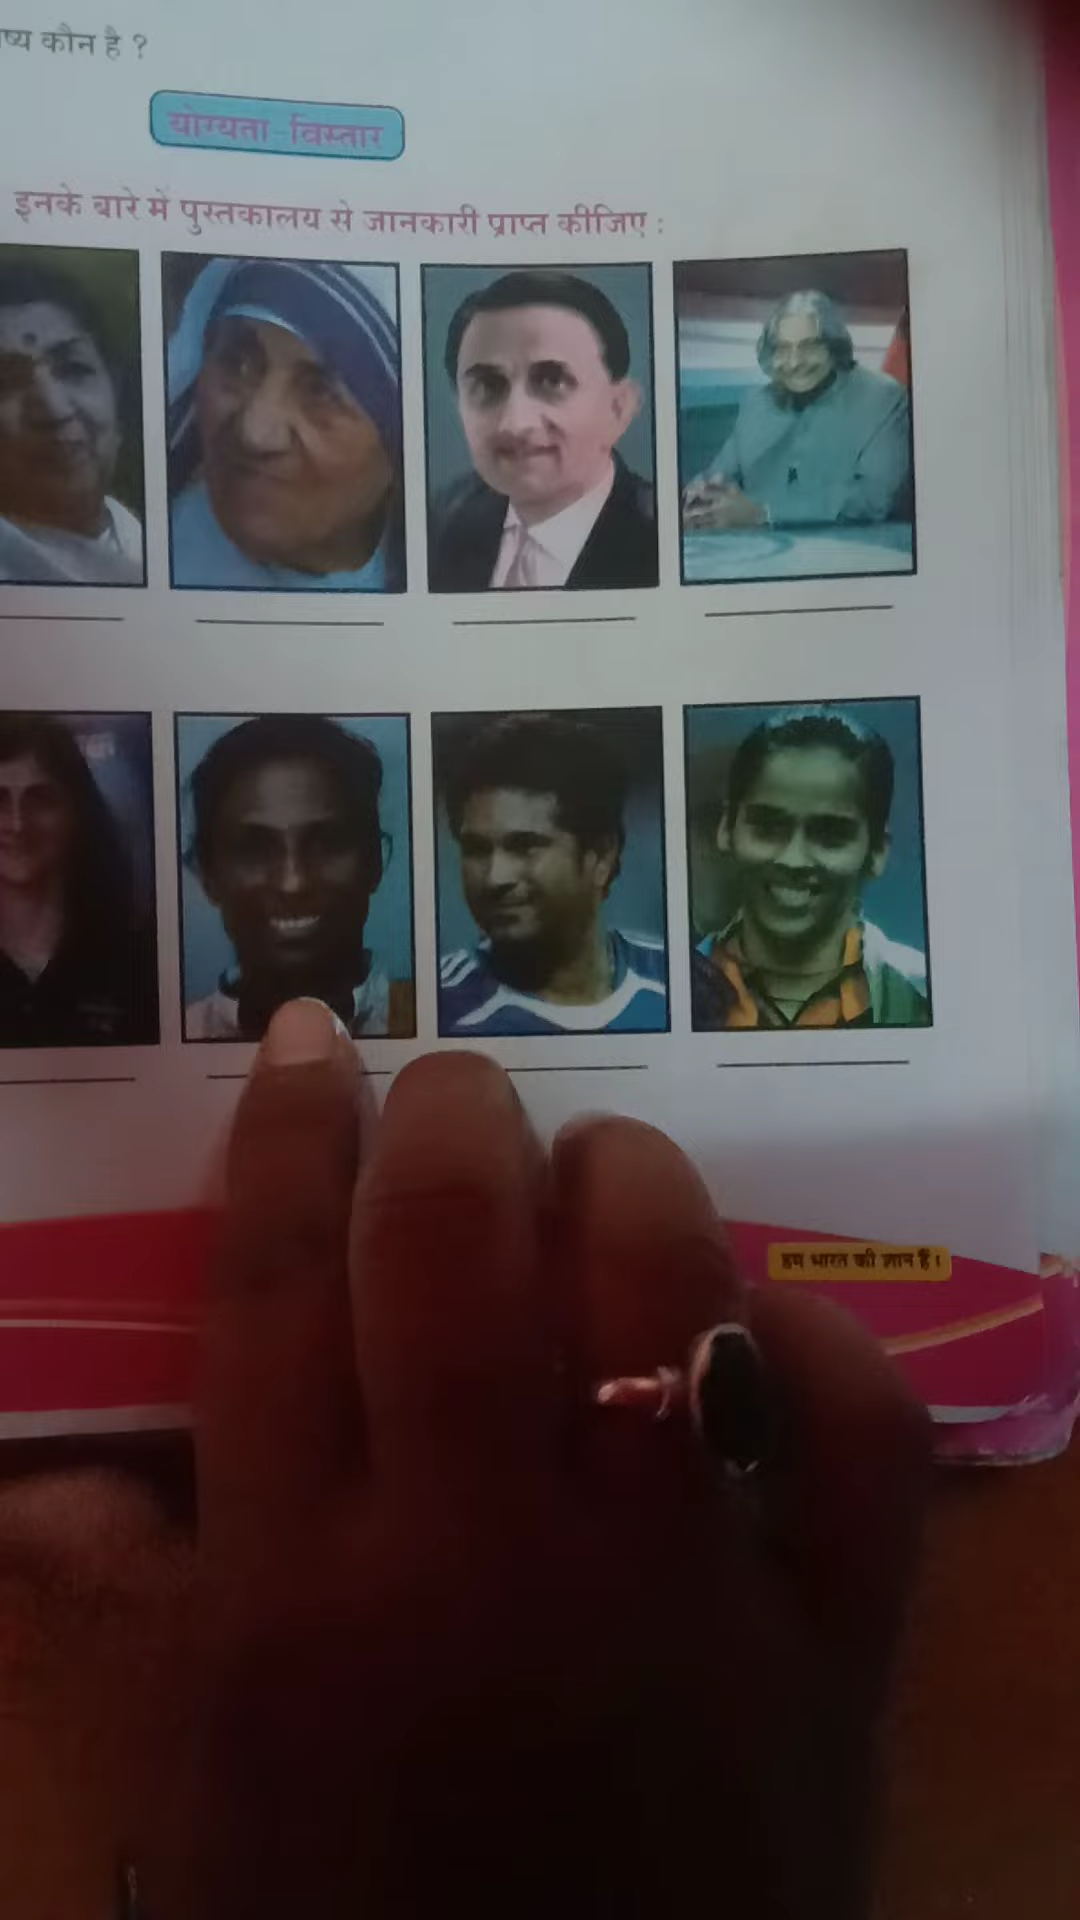 कौन है ?
योग्यता विस्तार
इनके बारे में पुस्तकालय से जानकारी प्राप्त कीजिए :
हम भारत की शान हैं।